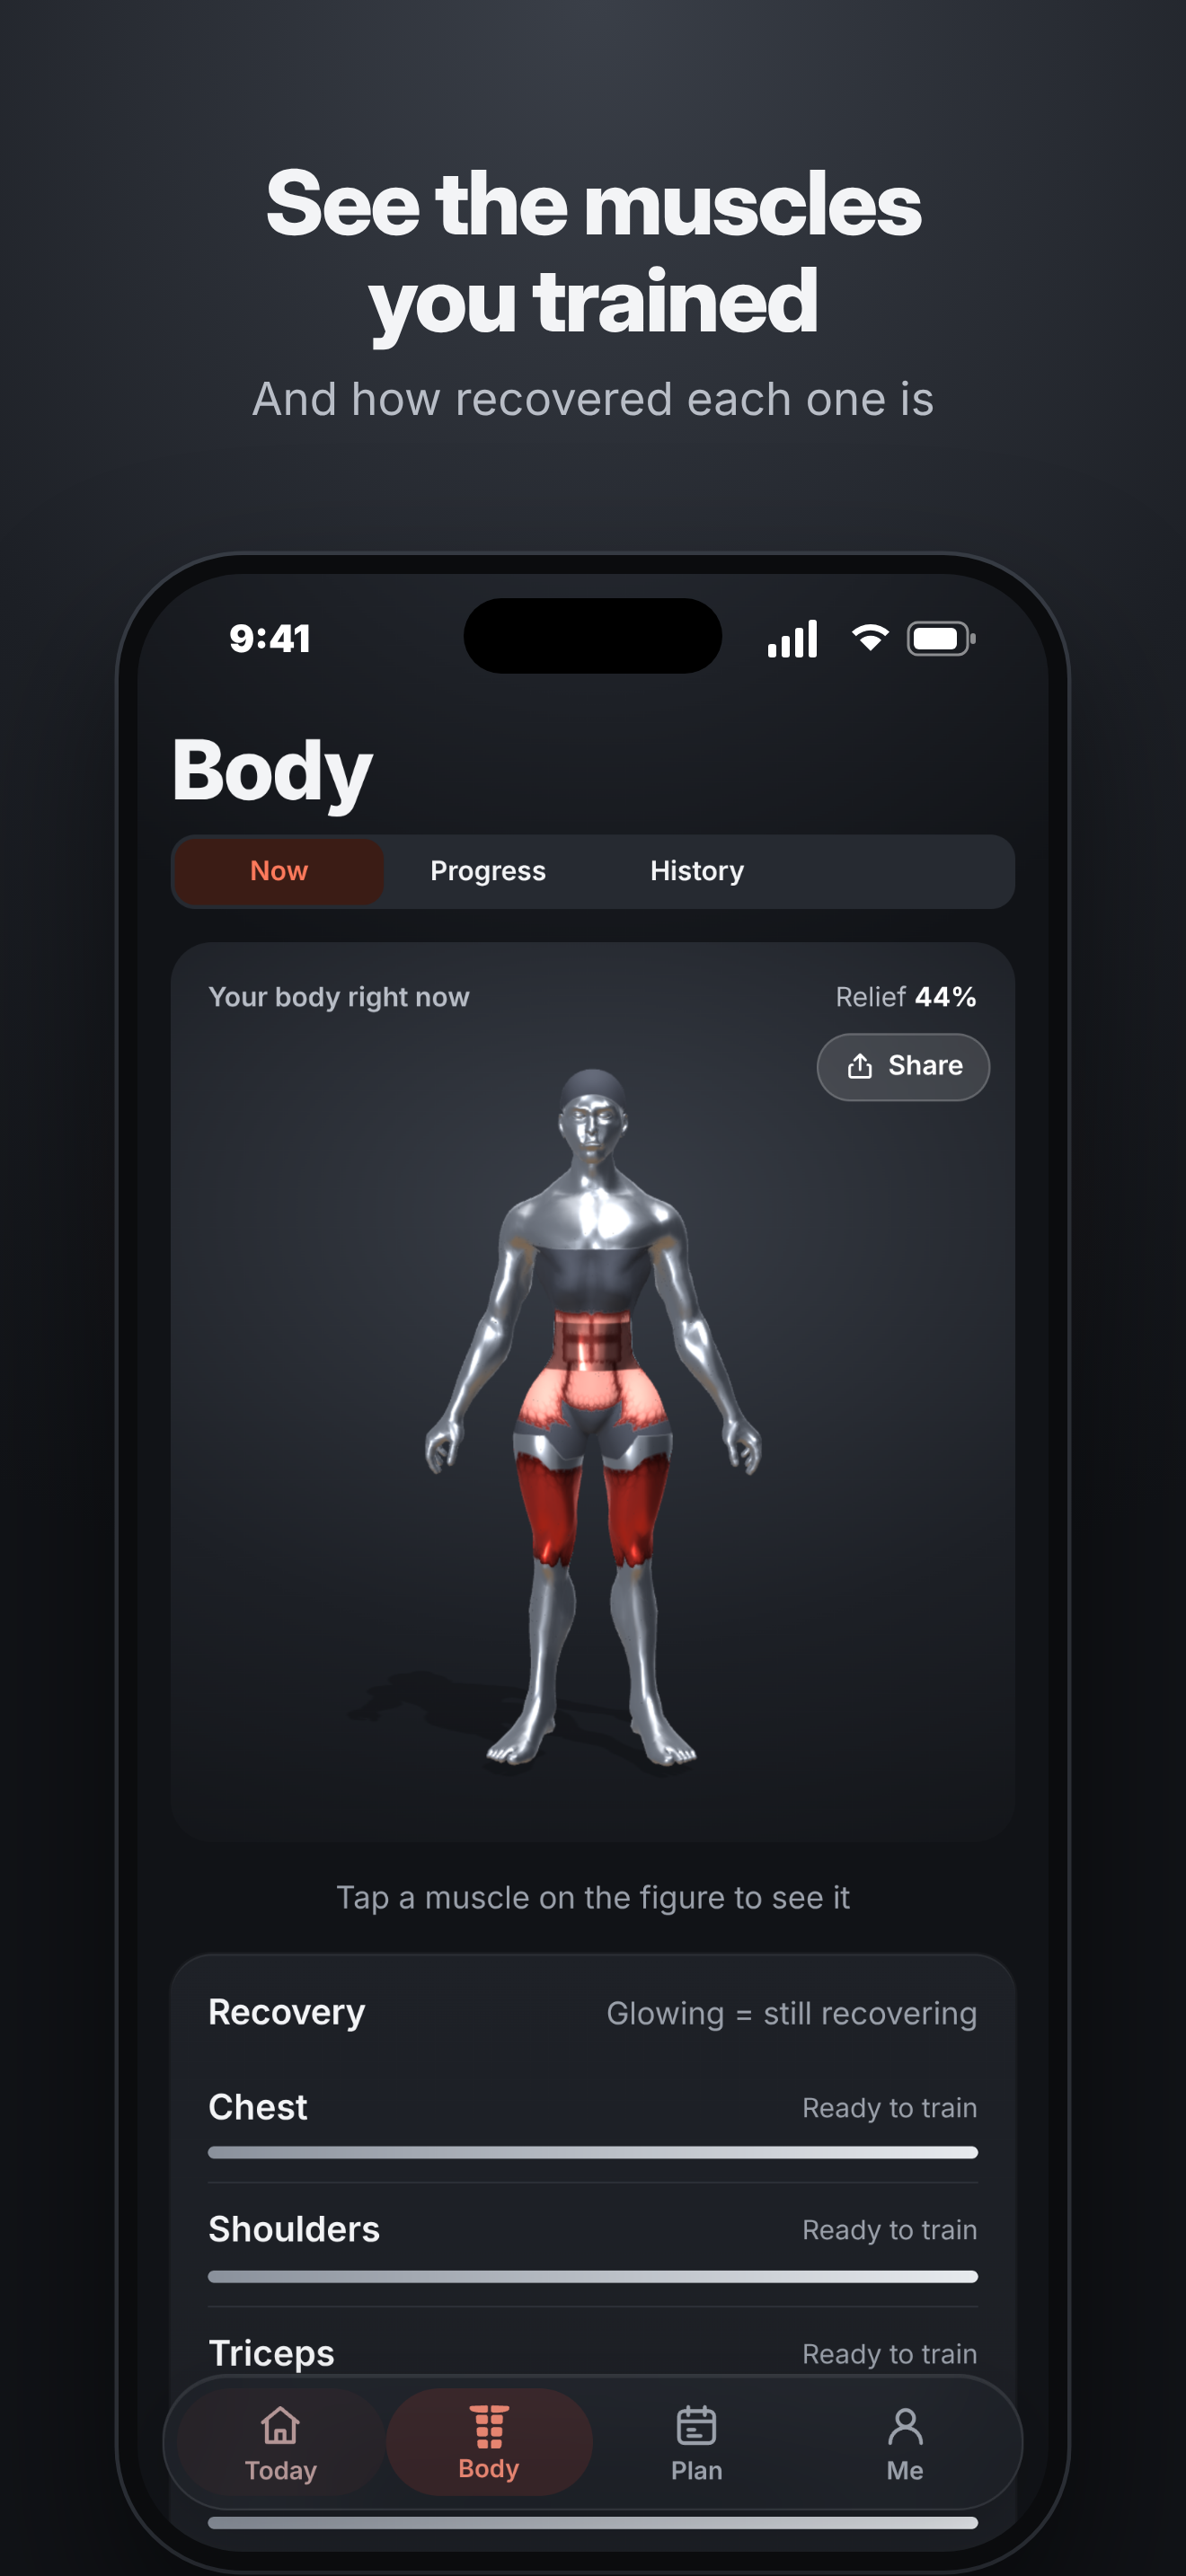 See the muscles
you trained
And how recovered each one is
9:41
Body
Now Progress History
Your body right now Relief 44%
Share
Tap a muscle on the figure to see it
Recovery Glowing = still recovering
Chest Ready to train
Shoulders Ready to train
Triceps Ready to train
Today Body Plan Me